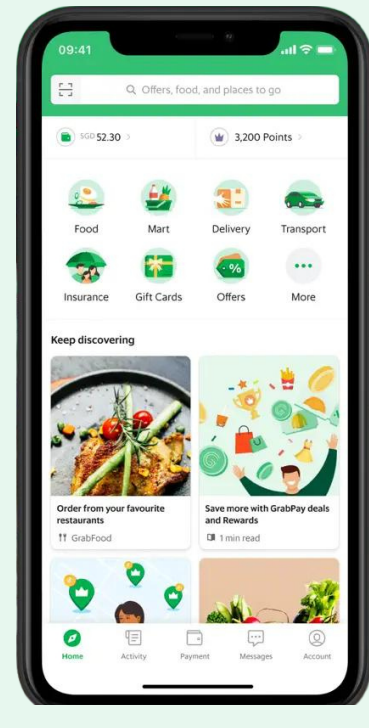 09:41
Offers, food, and places to go
SGD 52.30
3,200 Points
Food Mart Delivery Transport
%
Insurance Gift Cards Offers More
Keep discovering
Order from your favourite
restaurants
GrabFood
Save more with GrabPay deals
and Rewards
1 min read
Home Activity Payment Messages Account